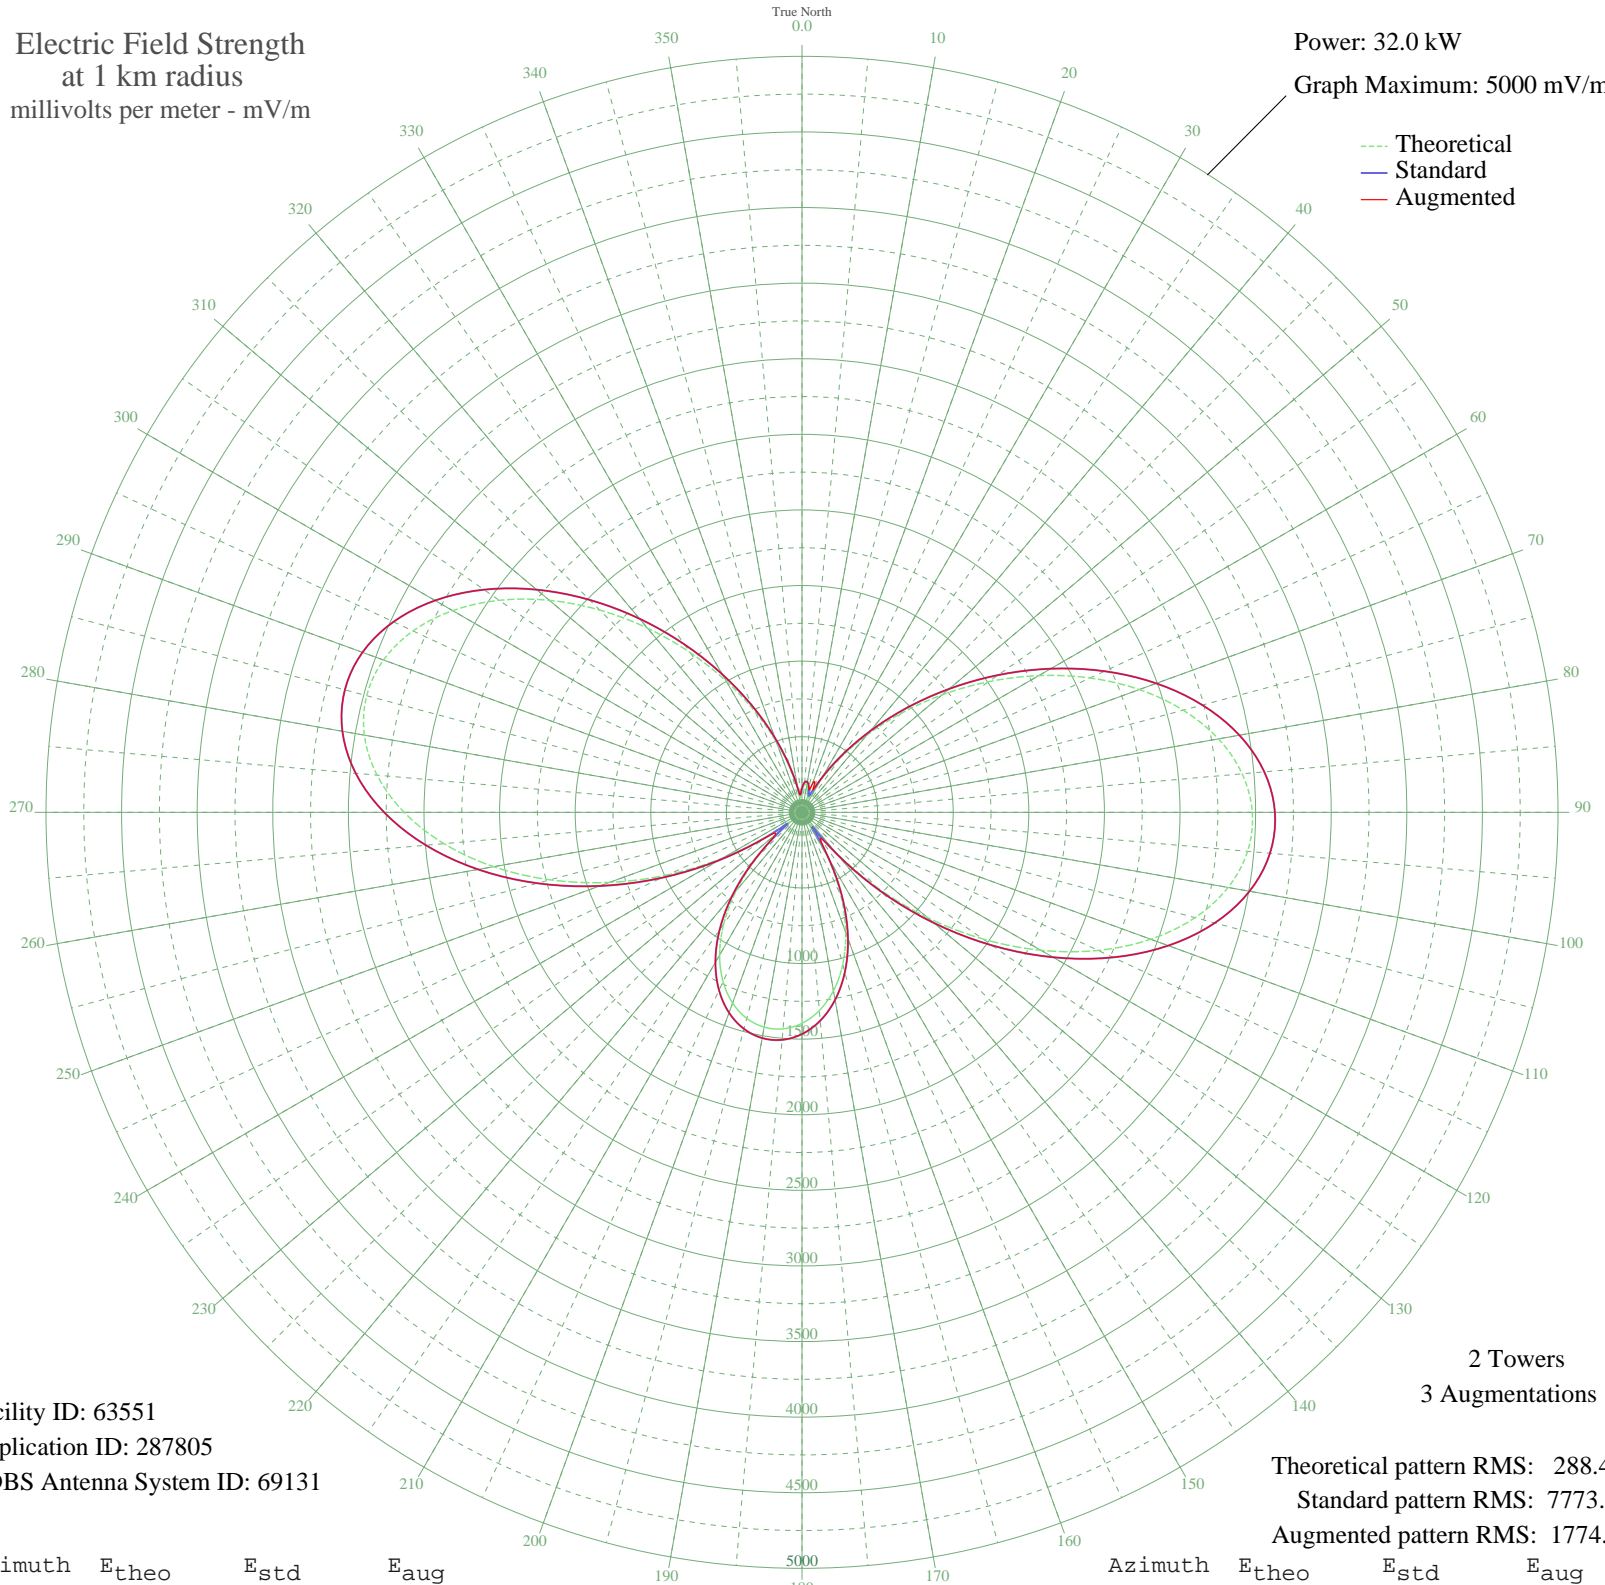 True North
0.0
Electric Field Strength
at 1 km radius
millivolts per meter - mV/m
Power: 32.0 kW
Graph Maximum: 5000 mV/m
Theoretical
Standard
Augmented
10
20
30
40
50
60
70
80
90
100
110
120
130
140
150
160
170
190
200
210
220
230
240
250
260
270
280
290
300
310
320
330
340
350
1000
1500
2000
2500
3000
3500
4000
4500
5000
2 Towers
3 Augmentations
cility ID: 63551
plication ID: 287805
DBS Antenna System ID: 69131
Theoretical pattern RMS: 288.4
Standard pattern RMS: 7773.
Augmented pattern RMS: 1774.
imuth Etheo Estd Eaug
Azimuth Etheo Estd Eaug